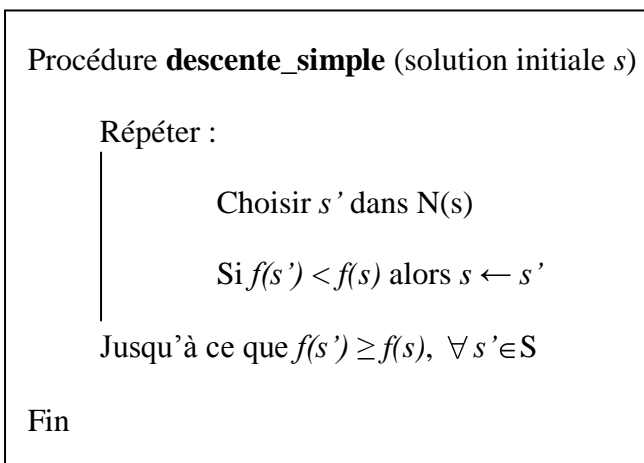 Procédure descente_simple (solution initiale s)
Répéter :
Choisir s’ dans N(s)
Si f(s’) < f(s) alors s ← s’
Jusqu’à ce que f(s’) ≥ f(s), ∀ s’∈S
Fin